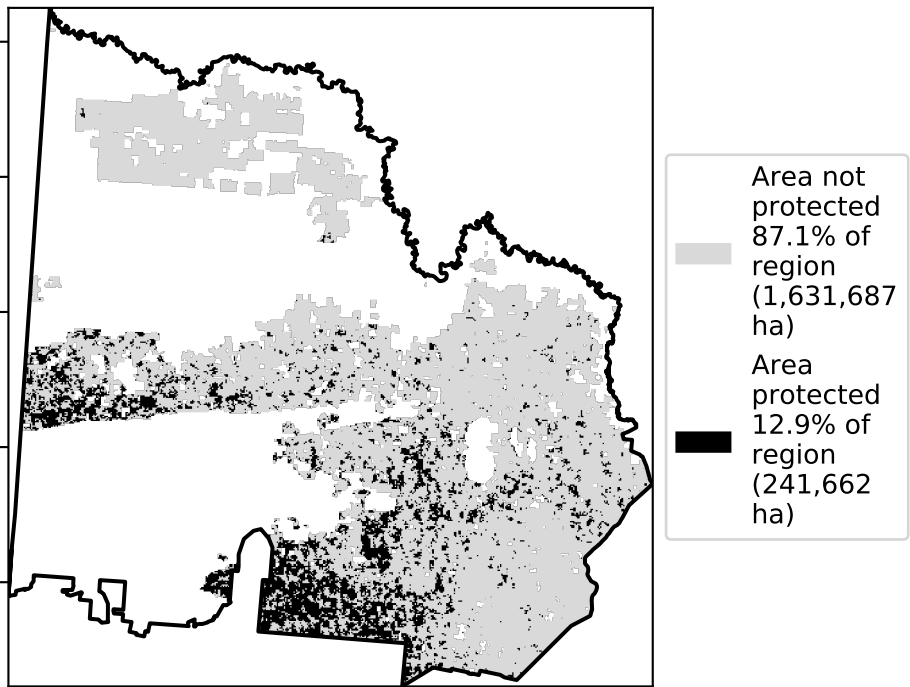 Area not
protected
87.1% of
region
(1,631,687
ha)
Area
protected
12.9% of
region
(241,662
ha)